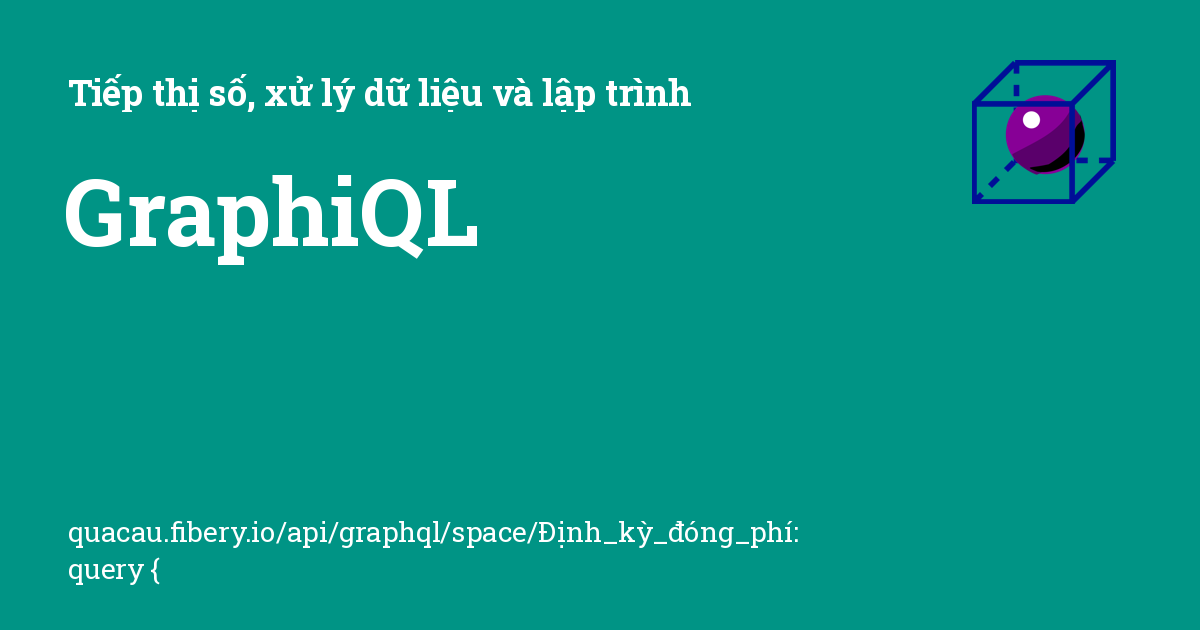 Tiếp thị số, xử lý dữ liệu và lập trình
GraphiQL
quacau.fibery.io/api/graphql/space/Định_kỳ_đóng_phí:
query {